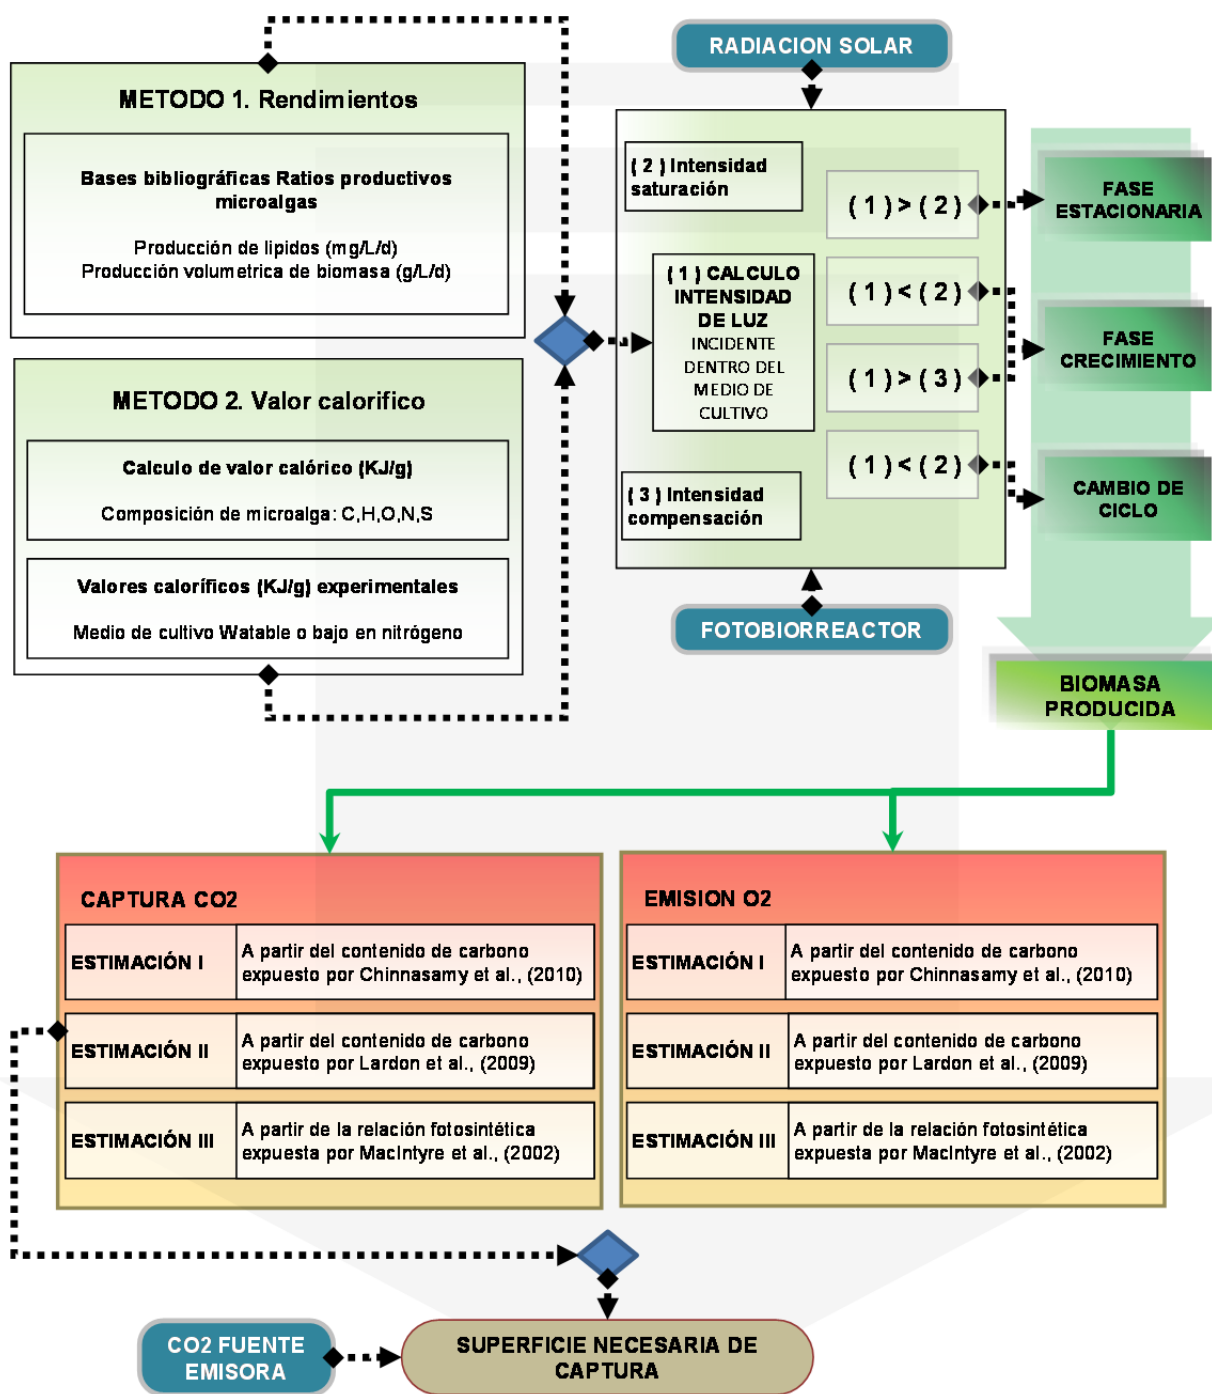 RADIACION SOLAR
METODO 1. Rendimientos
Bases bibliográficas Ratios productivos
microalgas
Producción de lipidos (mg/L/d)
Producción volumetrica de biomasa (g/L/d)
METODO 2. Valor calorifico
Calculo de valor calórico (KJ/g)
Composición de microalga: C,H,O,N,S
Valores caloríficos (KJ/g) experimentales
Medio de cultivo Watable o bajo en nitrógeno
( 2 ) Intensidad
saturación
( 1 ) CALCULO
INTENSIDAD
DE LUZ
INCIDENTE
DENTRO DEL
MEDIO DE
CULTIVO
( 3 ) Intensidad
compensación
( 1 ) > ( 2 )
( 1 ) < ( 2 )
( 1 ) > ( 3 )
( 1 ) < ( 2 )
FASE
ESTACIONARIA
FASE
CRECIMIENTO
CAMBIO DE
CICLO
FOTOBIORREACTOR
BIOMASA
PRODUCIDA
CAPTURA CO2
ESTIMACIÓN I
A partir del contenido de carbono
expuesto por Chinnasamy et al., (2010)
ESTIMACIÓN II
A partir del contenido de carbono
expuesto por Lardon et al., (2009)
ESTIMACIÓN III
A partir de la relación fotosintética
expuesta por MacIntyre et al., (2002)
EMISION O2
ESTIMACIÓN I
A partir del contenido de carbono
expuesto por Chinnasamy et al., (2010)
ESTIMACIÓN II
A partir del contenido de carbono
expuesto por Lardon et al., (2009)
ESTIMACIÓN III
A partir de la relación fotosintética
expuesta por MacIntyre et al., (2002)
CO2 FUENTE
EMISORA
SUPERFICIE NECESARIA DE
CAPTURA